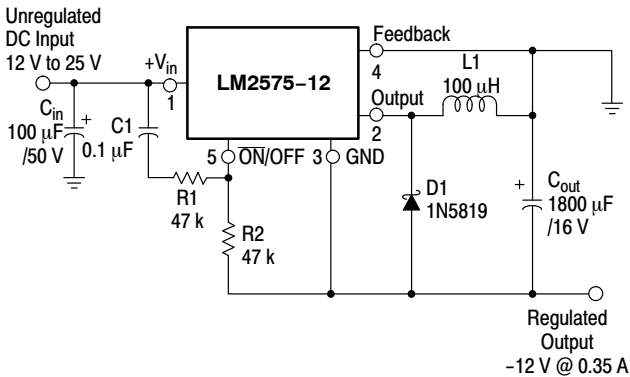 Unregulated
DC Input
12 V to 25 V
+Vin
1
LM2575−12
Feedback
4
L1
100 μH
Output
2
Cin
100 μF
/50 V
+
C1
0.1 μF
5
ON/OFF
3
GND
R1
47 k
R2
47 k
D1
1N5819
+
Cout
1800 μF
/16 V
Regulated
Output
−12 V @ 0.35 A